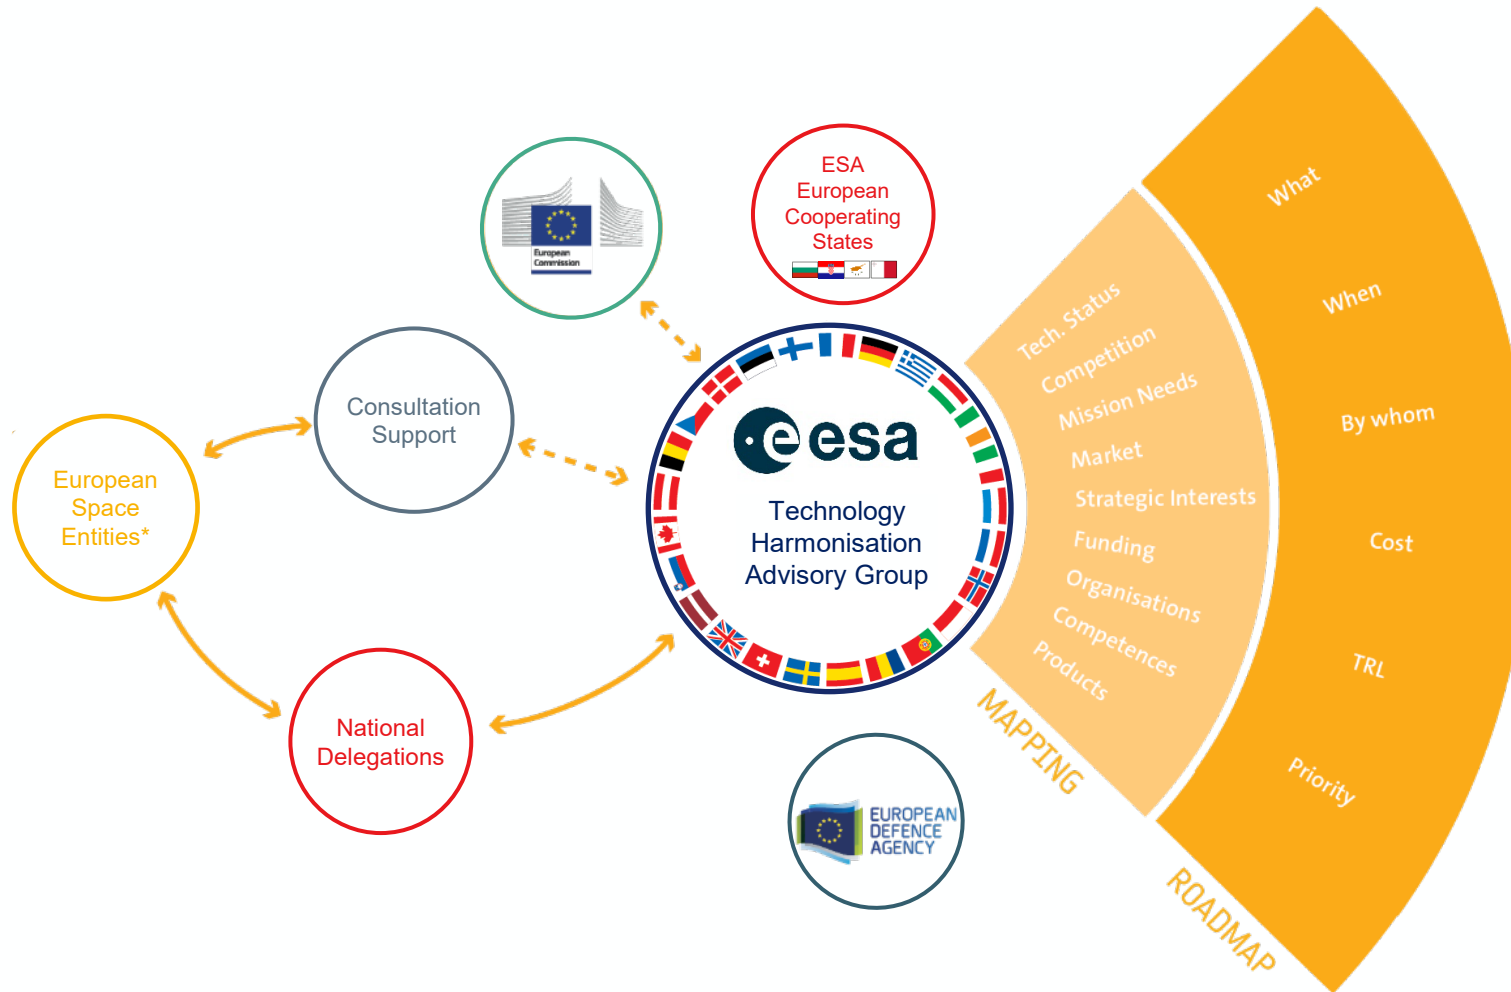 European
Commission
ESA
European
Cooperating
States
Consultation
Support
European
Space
Entities*
National
Delegations
esa
Technology
Harmonisation
Advisory Group
EUROPEAN
DEFENCE
AGENCY
Tech. Status
Competition
Mission Needs
Market
Strategic Interests
Funding
Organisations
Competences
Products
MAPPING
What
When
By whom
Cost
TRL
Priority
ROADMAP